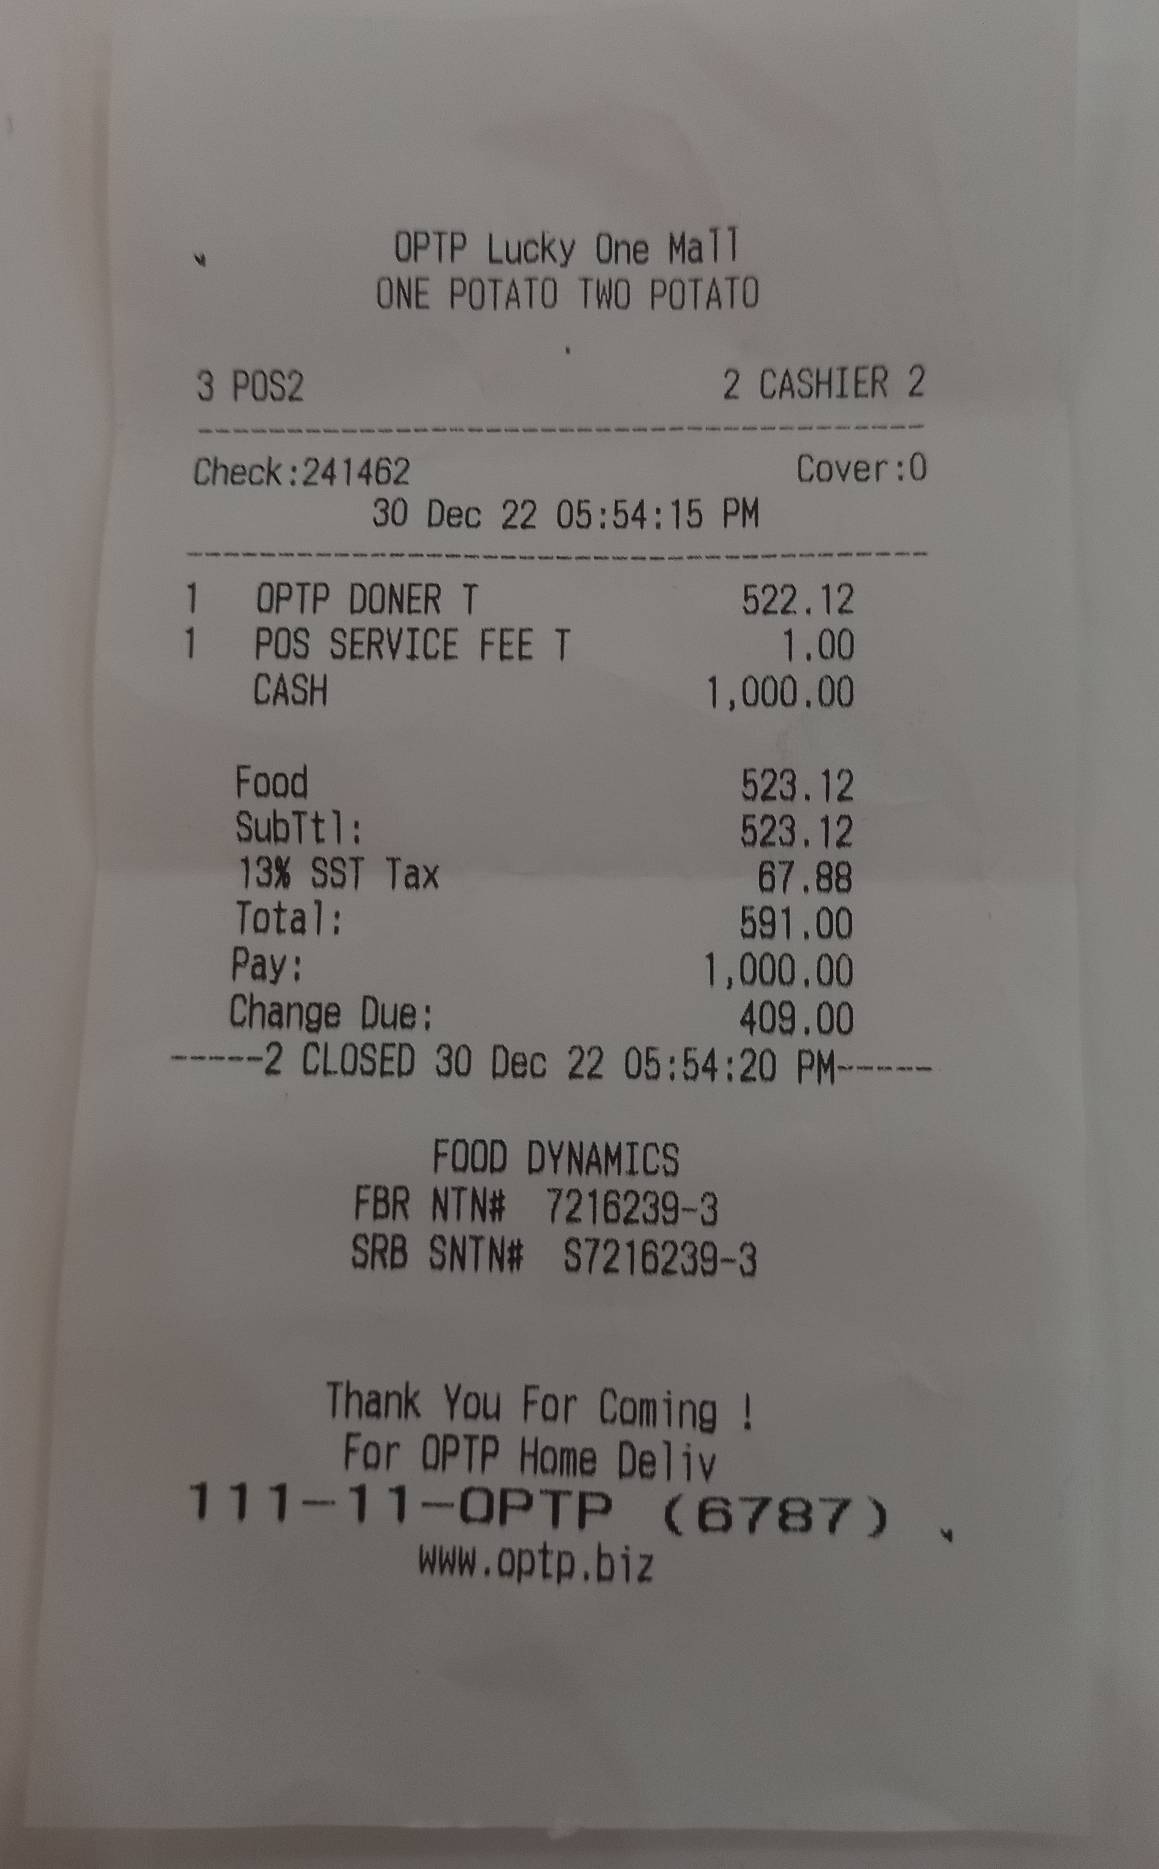 OPTP Lucky One Mall
ONE POTATO TWO POTATO
3 POS2 2 CASHIER 2
Check:241462 Cover:0
30 Dec 22 05:54:15 PM
1 OPTP DONER T 522.12
1 POS SERVICE FEE T 1.00
CASH 1,000.00
Food 523.12
SubTtl: 523.12
13% SST Tax 67.88
Total: 591.00
Pay: 1,000.00
Change Due: 409.00
-----2 CLOSED 30 Dec 22 05:54:20 PM-----
FOOD DYNAMICS
FBR NTN# 7216239-3
SRB SNTN# S7216239-3
Thank You For Coming !
For OPTP Home Deliv
111-11-OPTP (6787)
www.optp.biz